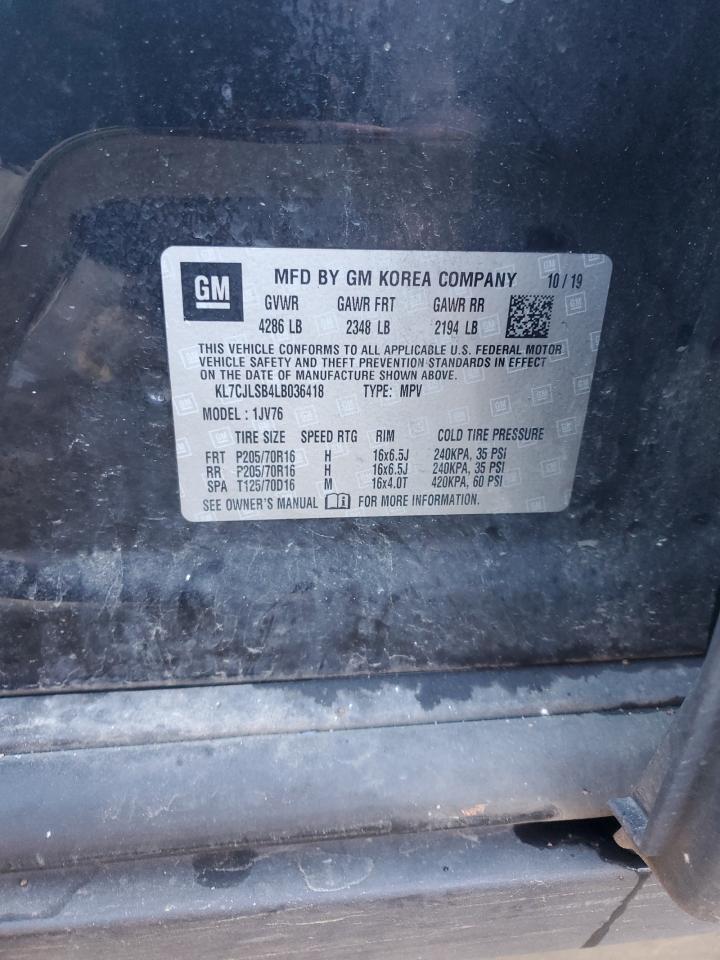 GM MFD BY GM KOREA COMPANY 10 / 19
GVWR GAWR FRT GAWR RR
4286 LB 2348 LB 2194 LB
THIS VEHICLE CONFORMS TO ALL APPLICABLE U.S. FEDERAL MOTOR
VEHICLE SAFETY AND THEFT PREVENTION STANDARDS IN EFFECT
ON THE DATE OF MANUFACTURE SHOWN ABOVE.
KL7CJLSB4LB036418 TYPE: MPV
MODEL : 1JV76
TIRE SIZE SPEED RTG RIM COLD TIRE PRESSURE
FRT P205/70R16 H 16x6.5J 240KPA, 35 PSI
RR P205/70R16 H 16x6.5J 240KPA, 35 PSI
SPA T125/70D16 M 16x4.0T 420KPA, 60 PSI
SEE OWNER'S MANUAL FOR MORE INFORMATION.